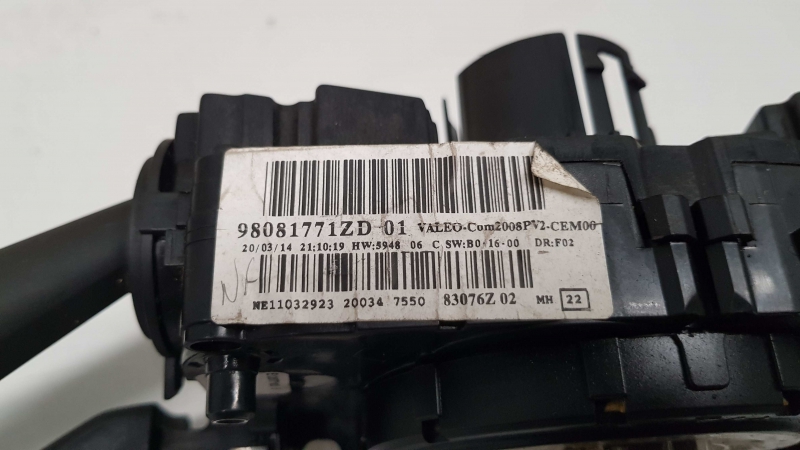 98081771ZD 01 VALEO-Com2008PV2-CEM00
20/03/14 21:10:19 HW:5948 06 C SW:B0-16-00 DR:F02
NF
NE11032923 20034 7550 83076Z 02 MH 22